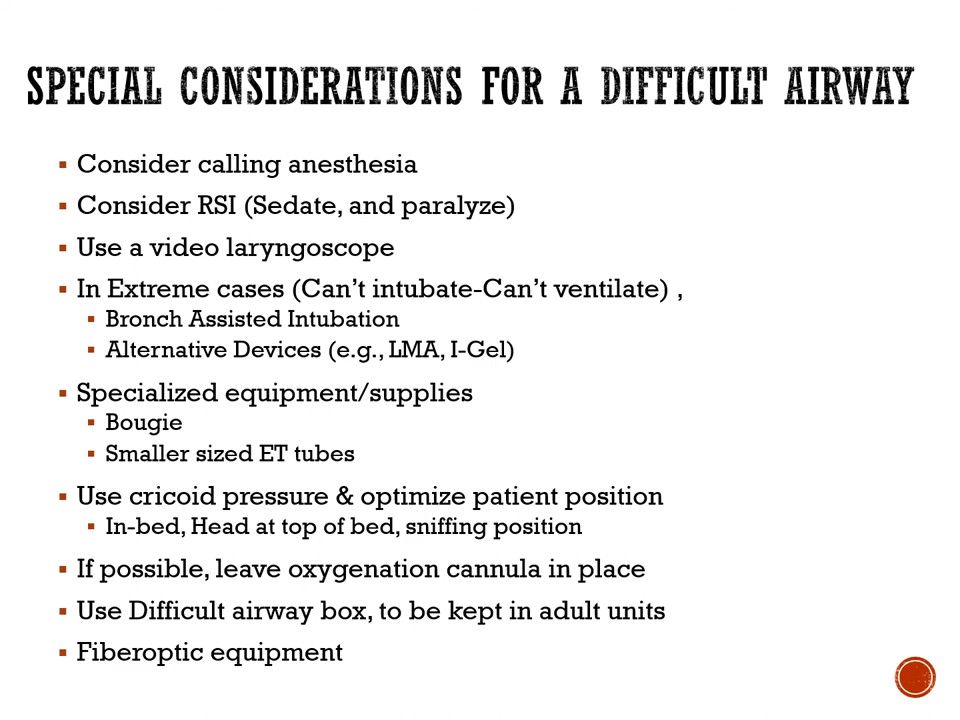 SPECIAL CONSIDERATIONS FOR A DIFFICULT AIRWAY
▪ Consider calling anesthesia
▪ Consider RSI (Sedate, and paralyze)
▪ Use a video laryngoscope
▪ In Extreme cases (Can't intubate-Can't ventilate) ,
▪ Bronch Assisted Intubation
▪ Alternative Devices (e.g., LMA, I-Gel)
▪ Specialized equipment/supplies
▪ Bougie
▪ Smaller sized ET tubes
▪ Use cricoid pressure & optimize patient position
▪ In-bed, Head at top of bed, sniffing position
▪ If possible, leave oxygenation cannula in place
▪ Use Difficult airway box, to be kept in adult units
▪ Fiberoptic equipment